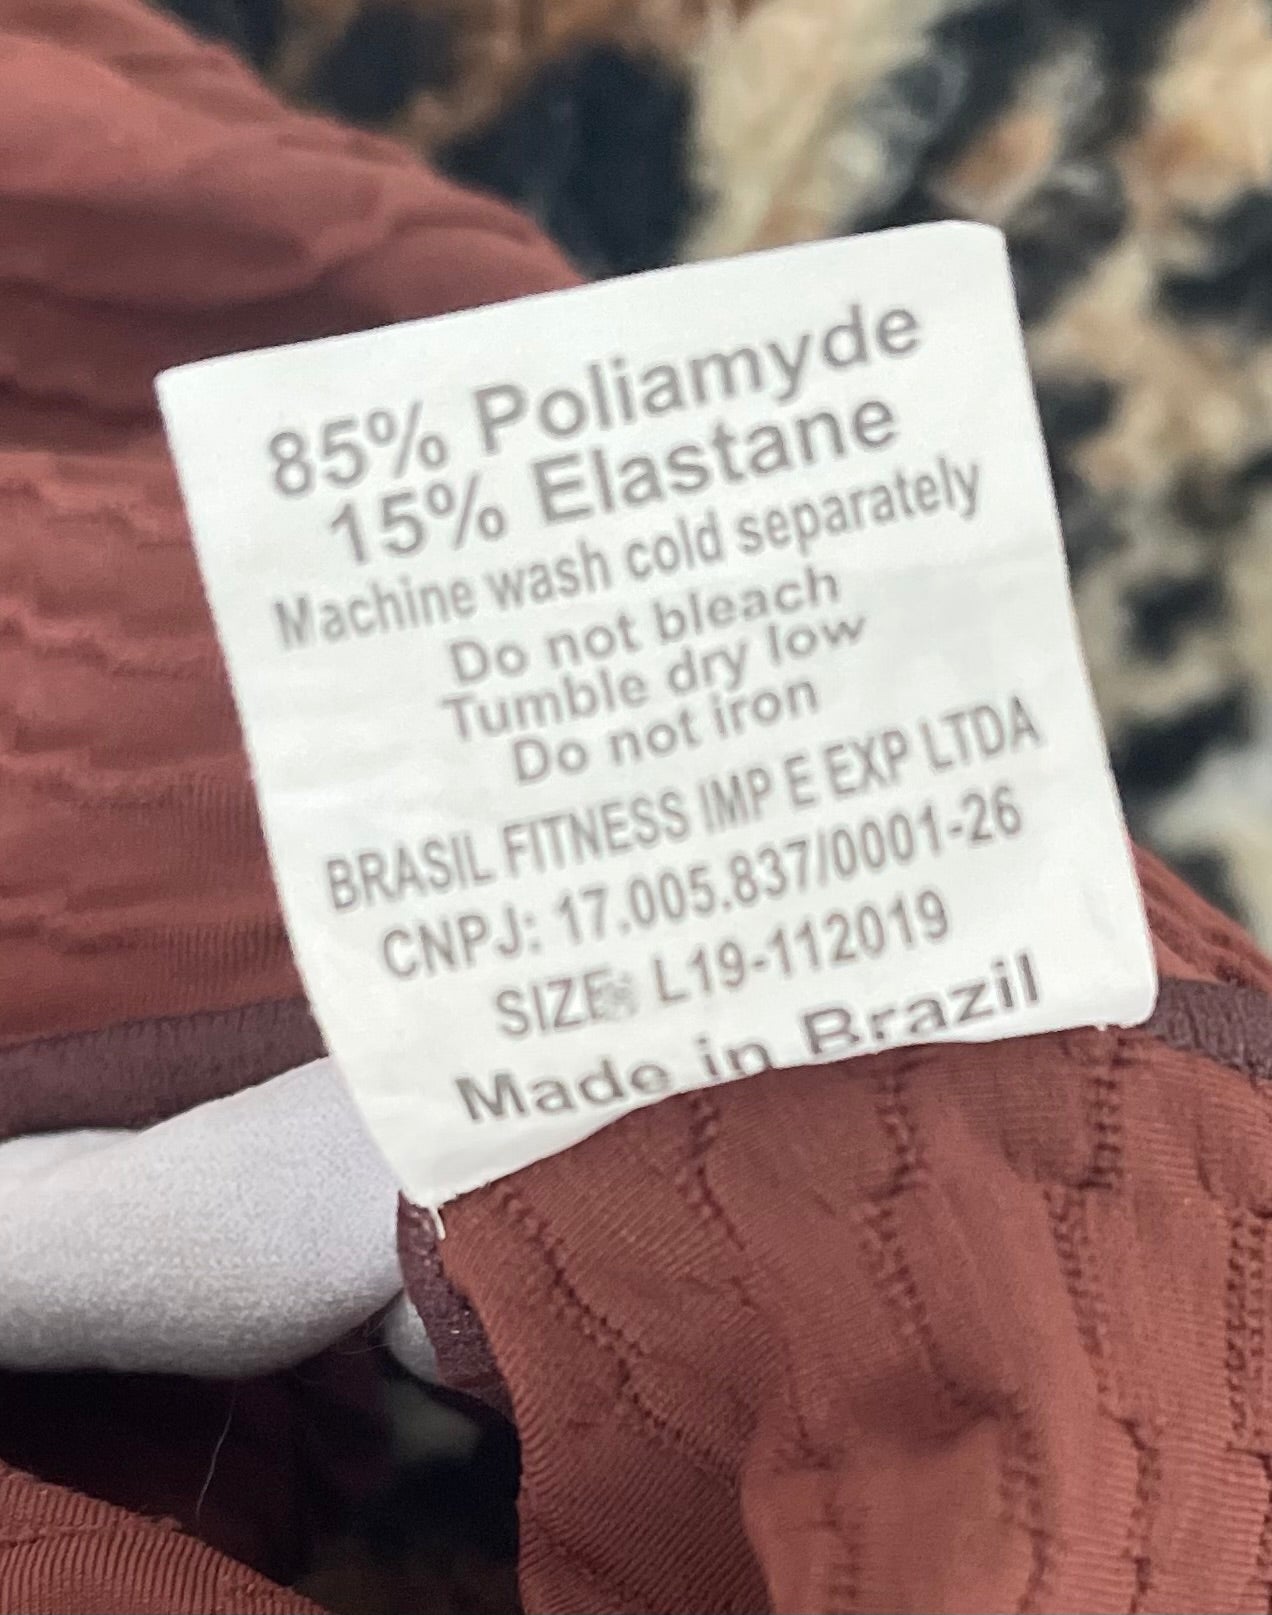 85% Poliamyde
15% Elastane
Machine wash cold separately
Do not bleach
Tumble dry low
Do not iron
BRASIL FITNESS IMP E EXP LTDA
CNPJ: 17.005.837/0001-26
SIZE: L19-112019
Made in Brazil